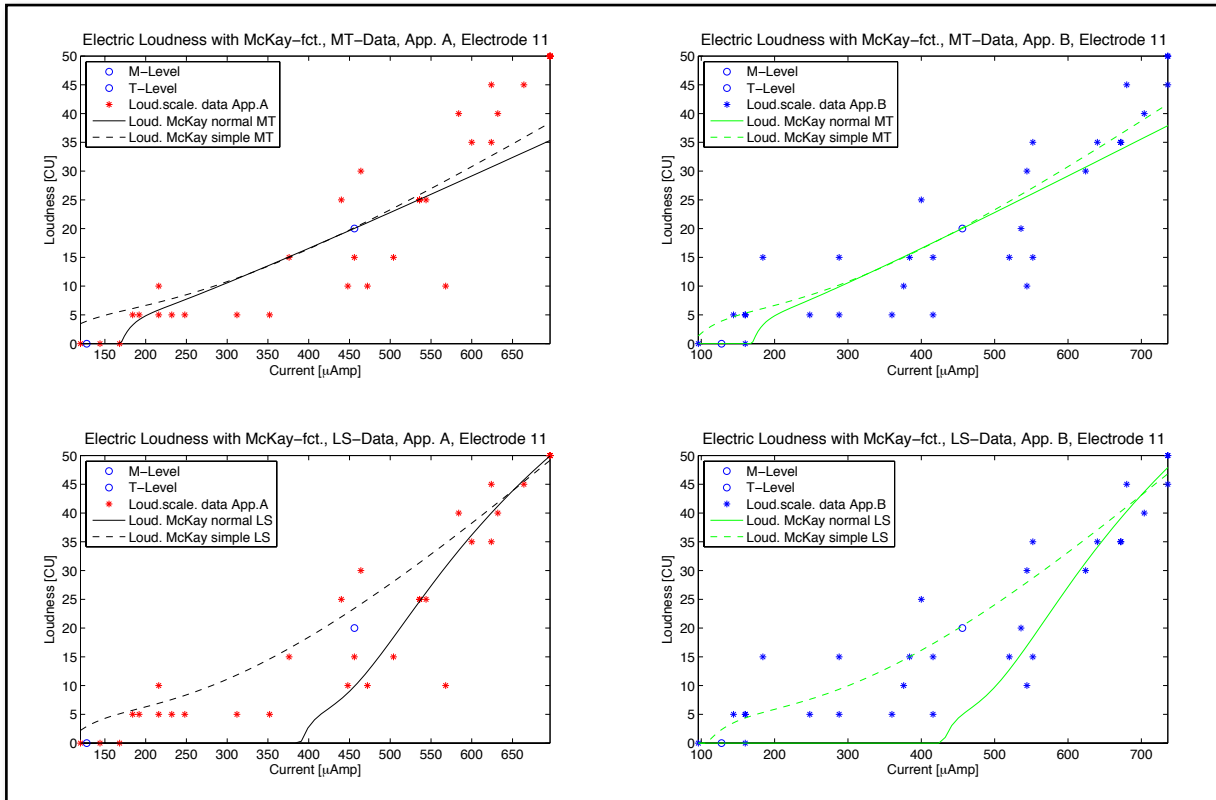 Electric Loudness with McKay-fct., MT-Data, App. A, Electrode 11
50
45
40
35
30
25
20
15
10
5
0
Loudness [CU]
M-Level
T-Level
Loud.scale. data App.A
Loud. McKay normal MT
Loud. McKay simple MT
150 200 250 300 350 400 450 500 550 600 650
Current [µAmp]
Electric Loudness with McKay-fct., MT-Data, App. B, Electrode 11
50
45
40
35
30
25
20
15
10
5
0
Loudness [CU]
M-Level
T-Level
Loud.scale. data App.B
Loud. McKay normal MT
Loud. McKay simple MT
100 200 300 400 500 600 700
Current [µAmp]
Electric Loudness with McKay-fct., LS-Data, App. A, Electrode 11
50
45
40
35
30
25
20
15
10
5
0
Loudness [CU]
M-Level
T-Level
Loud.scale. data App.A
Loud. McKay normal LS
Loud. McKay simple LS
150 200 250 300 350 400 450 500 550 600 650
Current [µAmp]
Electric Loudness with McKay-fct., LS-Data, App. B, Electrode 11
50
45
40
35
30
25
20
15
10
5
0
Loudness [CU]
M-Level
T-Level
Loud.scale. data App.B
Loud. McKay normal LS
Loud. McKay simple LS
100 200 300 400 500 600 700
Current [µAmp]